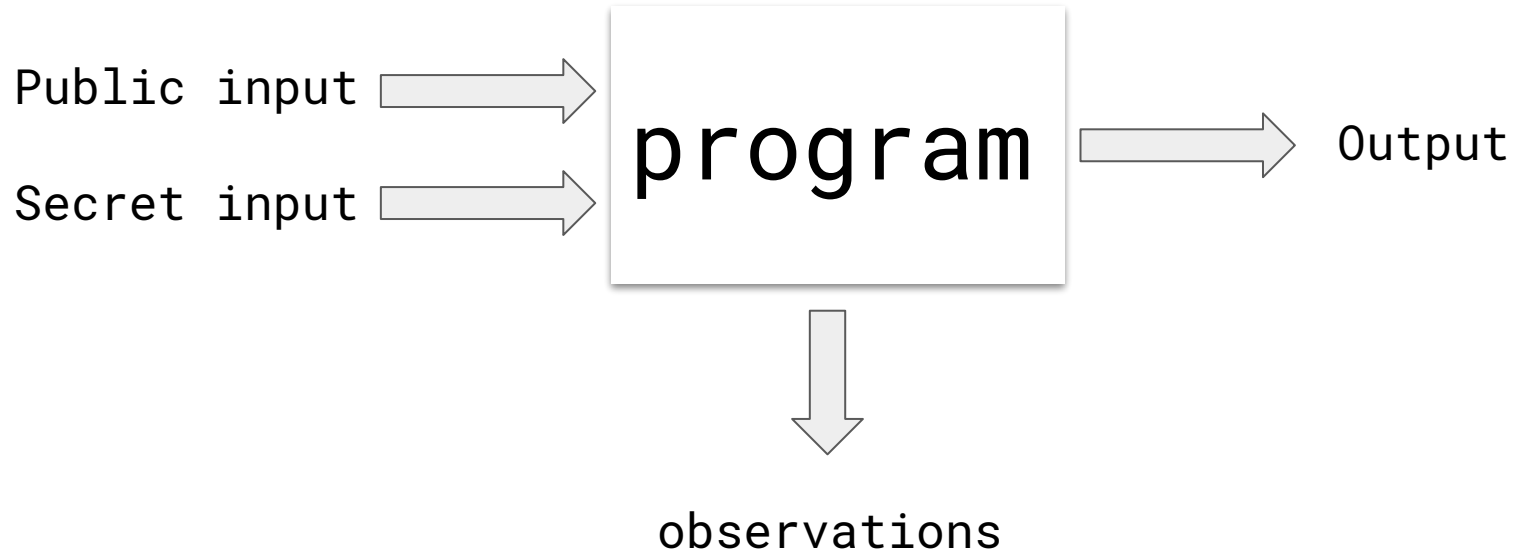 Public input
program
Output
Secret input
observations